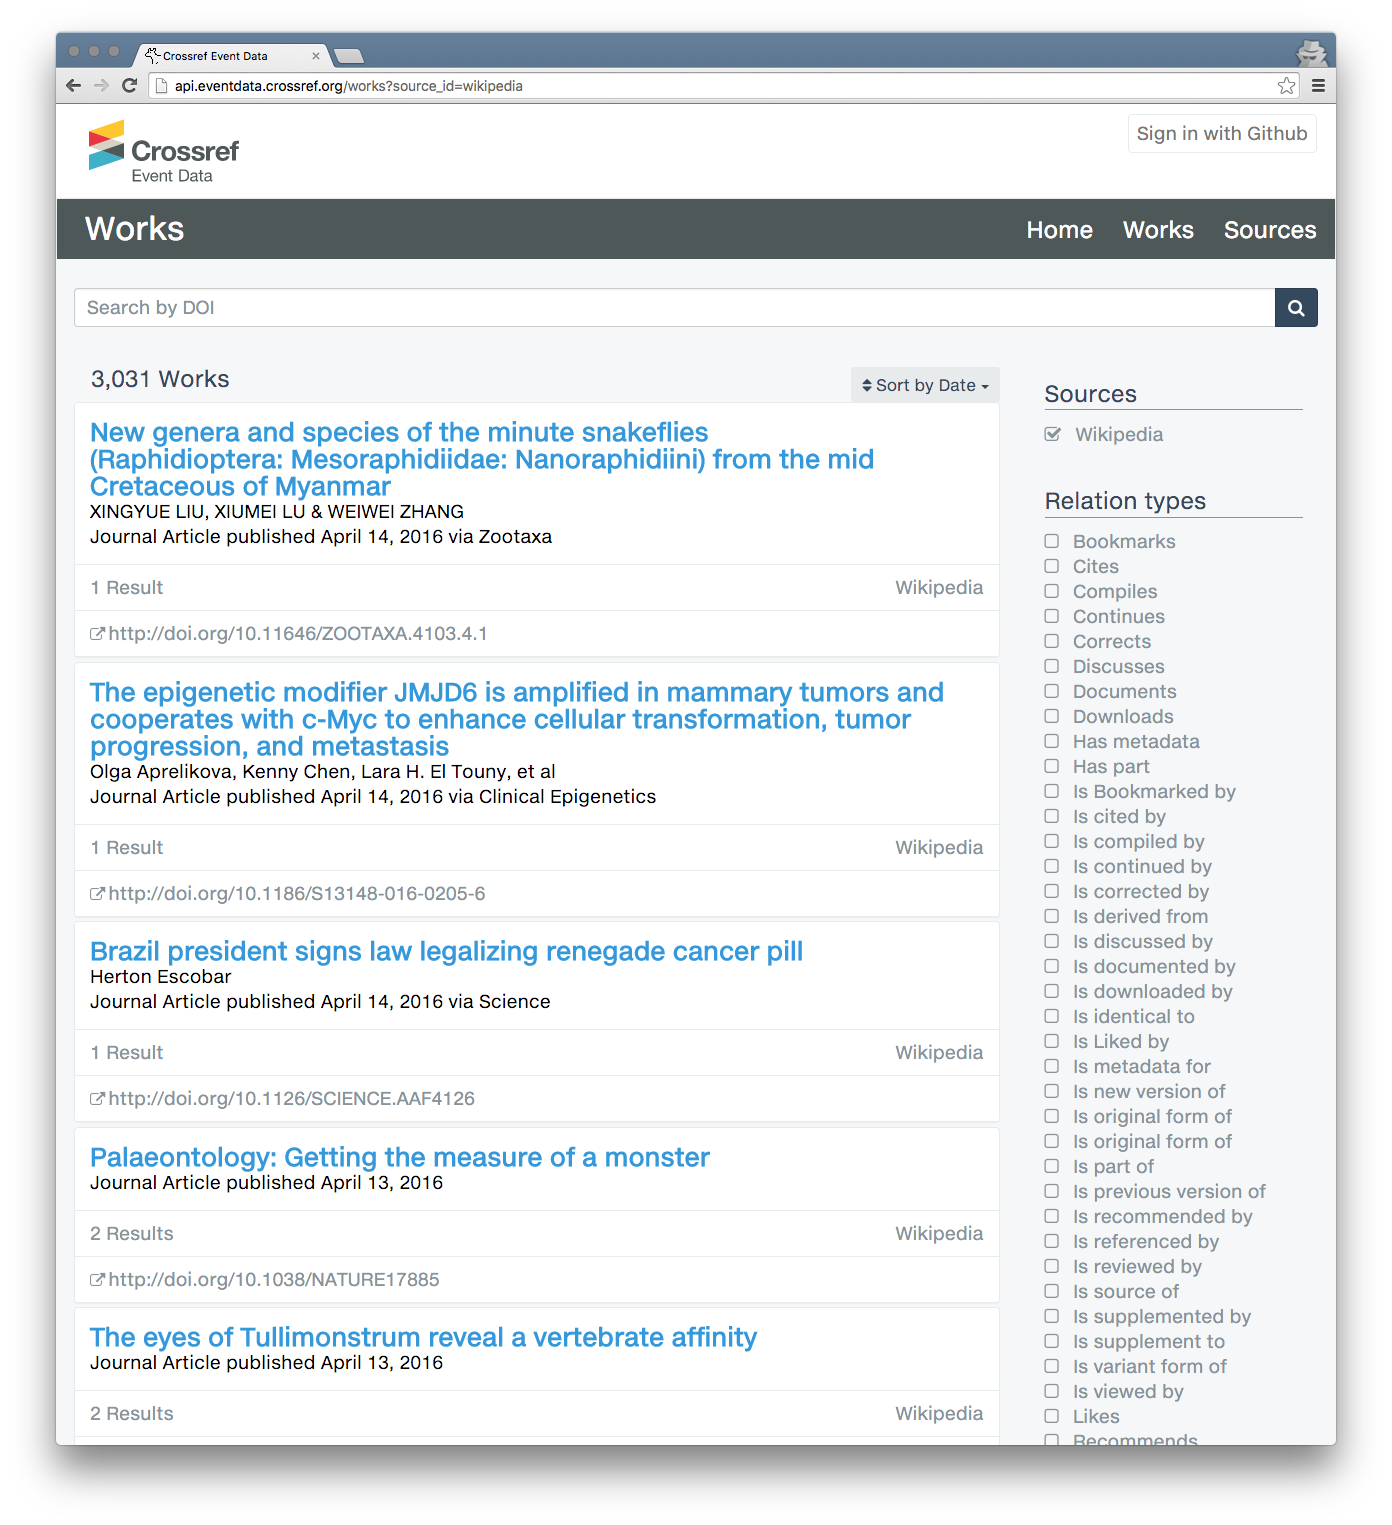 Crossref Event Data
api.eventdata.crossref.org/works?source_id=wikipedia
Crossref
Event Data
Sign in with Github
Works
Home Works Sources
Search by DOI
3,031 Works
Sort by Date
New genera and species of the minute snakeflies
(Raphidioptera: Mesoraphidiidae: Nanoraphidiini) from the mid
Cretaceous of Myanmar
XINGYUE LIU, XIUMEI LU & WEIWEI ZHANG
Journal Article published April 14, 2016 via Zootaxa
1 Result Wikipedia
http://doi.org/10.11646/ZOOTAXA.4103.4.1
The epigenetic modifier JMJD6 is amplified in mammary tumors and
cooperates with c-Myc to enhance cellular transformation, tumor
progression, and metastasis
Olga Aprelikova, Kenny Chen, Lara H. El Touny, et al
Journal Article published April 14, 2016 via Clinical Epigenetics
1 Result Wikipedia
http://doi.org/10.1186/S13148-016-0205-6
Brazil president signs law legalizing renegade cancer pill
Herton Escobar
Journal Article published April 14, 2016 via Science
1 Result Wikipedia
http://doi.org/10.1126/SCIENCE.AAF4126
Palaeontology: Getting the measure of a monster
Journal Article published April 13, 2016
2 Results Wikipedia
http://doi.org/10.1038/NATURE17885
The eyes of Tullimonstrum reveal a vertebrate affinity
Journal Article published April 13, 2016
2 Results Wikipedia
Sources
Wikipedia
Relation types
Bookmarks
Cites
Compiles
Continues
Corrects
Discusses
Documents
Downloads
Has metadata
Has part
Is Bookmarked by
Is cited by
Is compiled by
Is continued by
Is corrected by
Is derived from
Is discussed by
Is documented by
Is downloaded by
Is identical to
Is Liked by
Is metadata for
Is new version of
Is original form of
Is original form of
Is part of
Is previous version of
Is recommended by
Is referenced by
Is reviewed by
Is source of
Is supplemented by
Is supplement to
Is variant form of
Is viewed by
Likes
Recommends